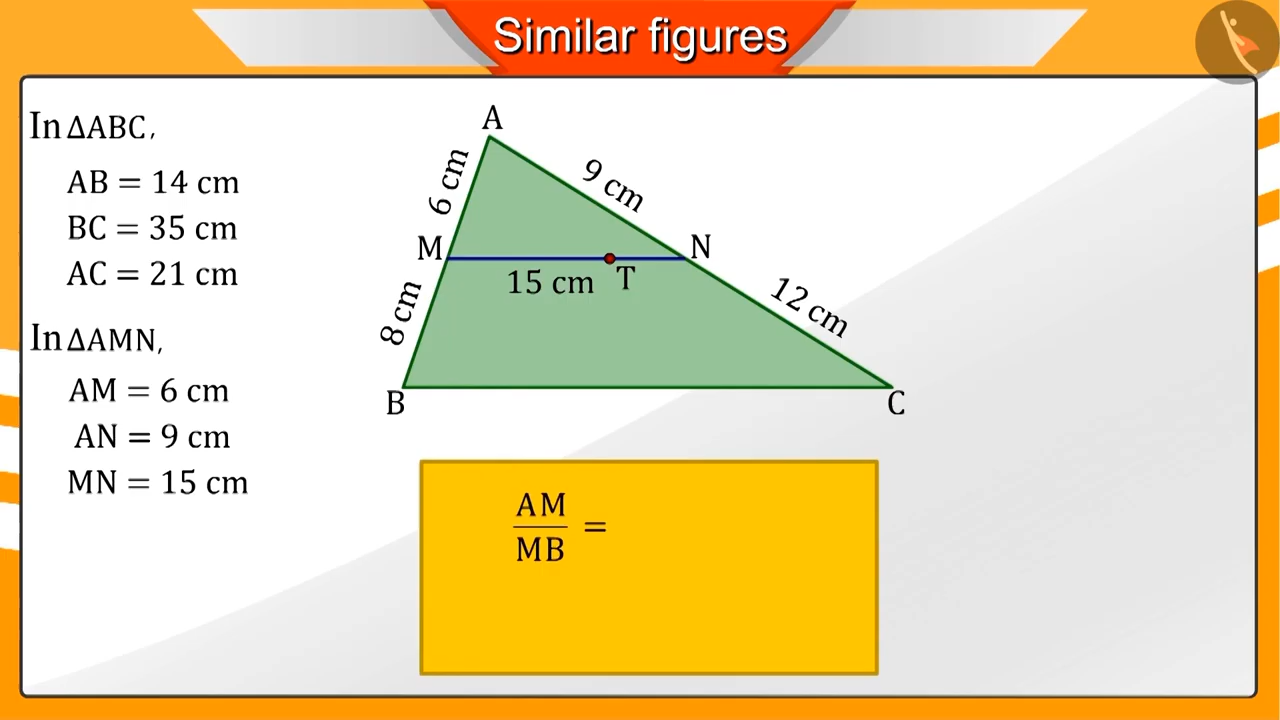 Similar figures
In ΔABC,
AB = 14 cm
BC = 35 cm
AC = 21 cm
In ΔAMN,
AM = 6 cm
AN = 9 cm
MN = 15 cm
A
6 cm
9 cm
M
N
15 cm
T
8 cm
12 cm
B
C
AM
MB
=